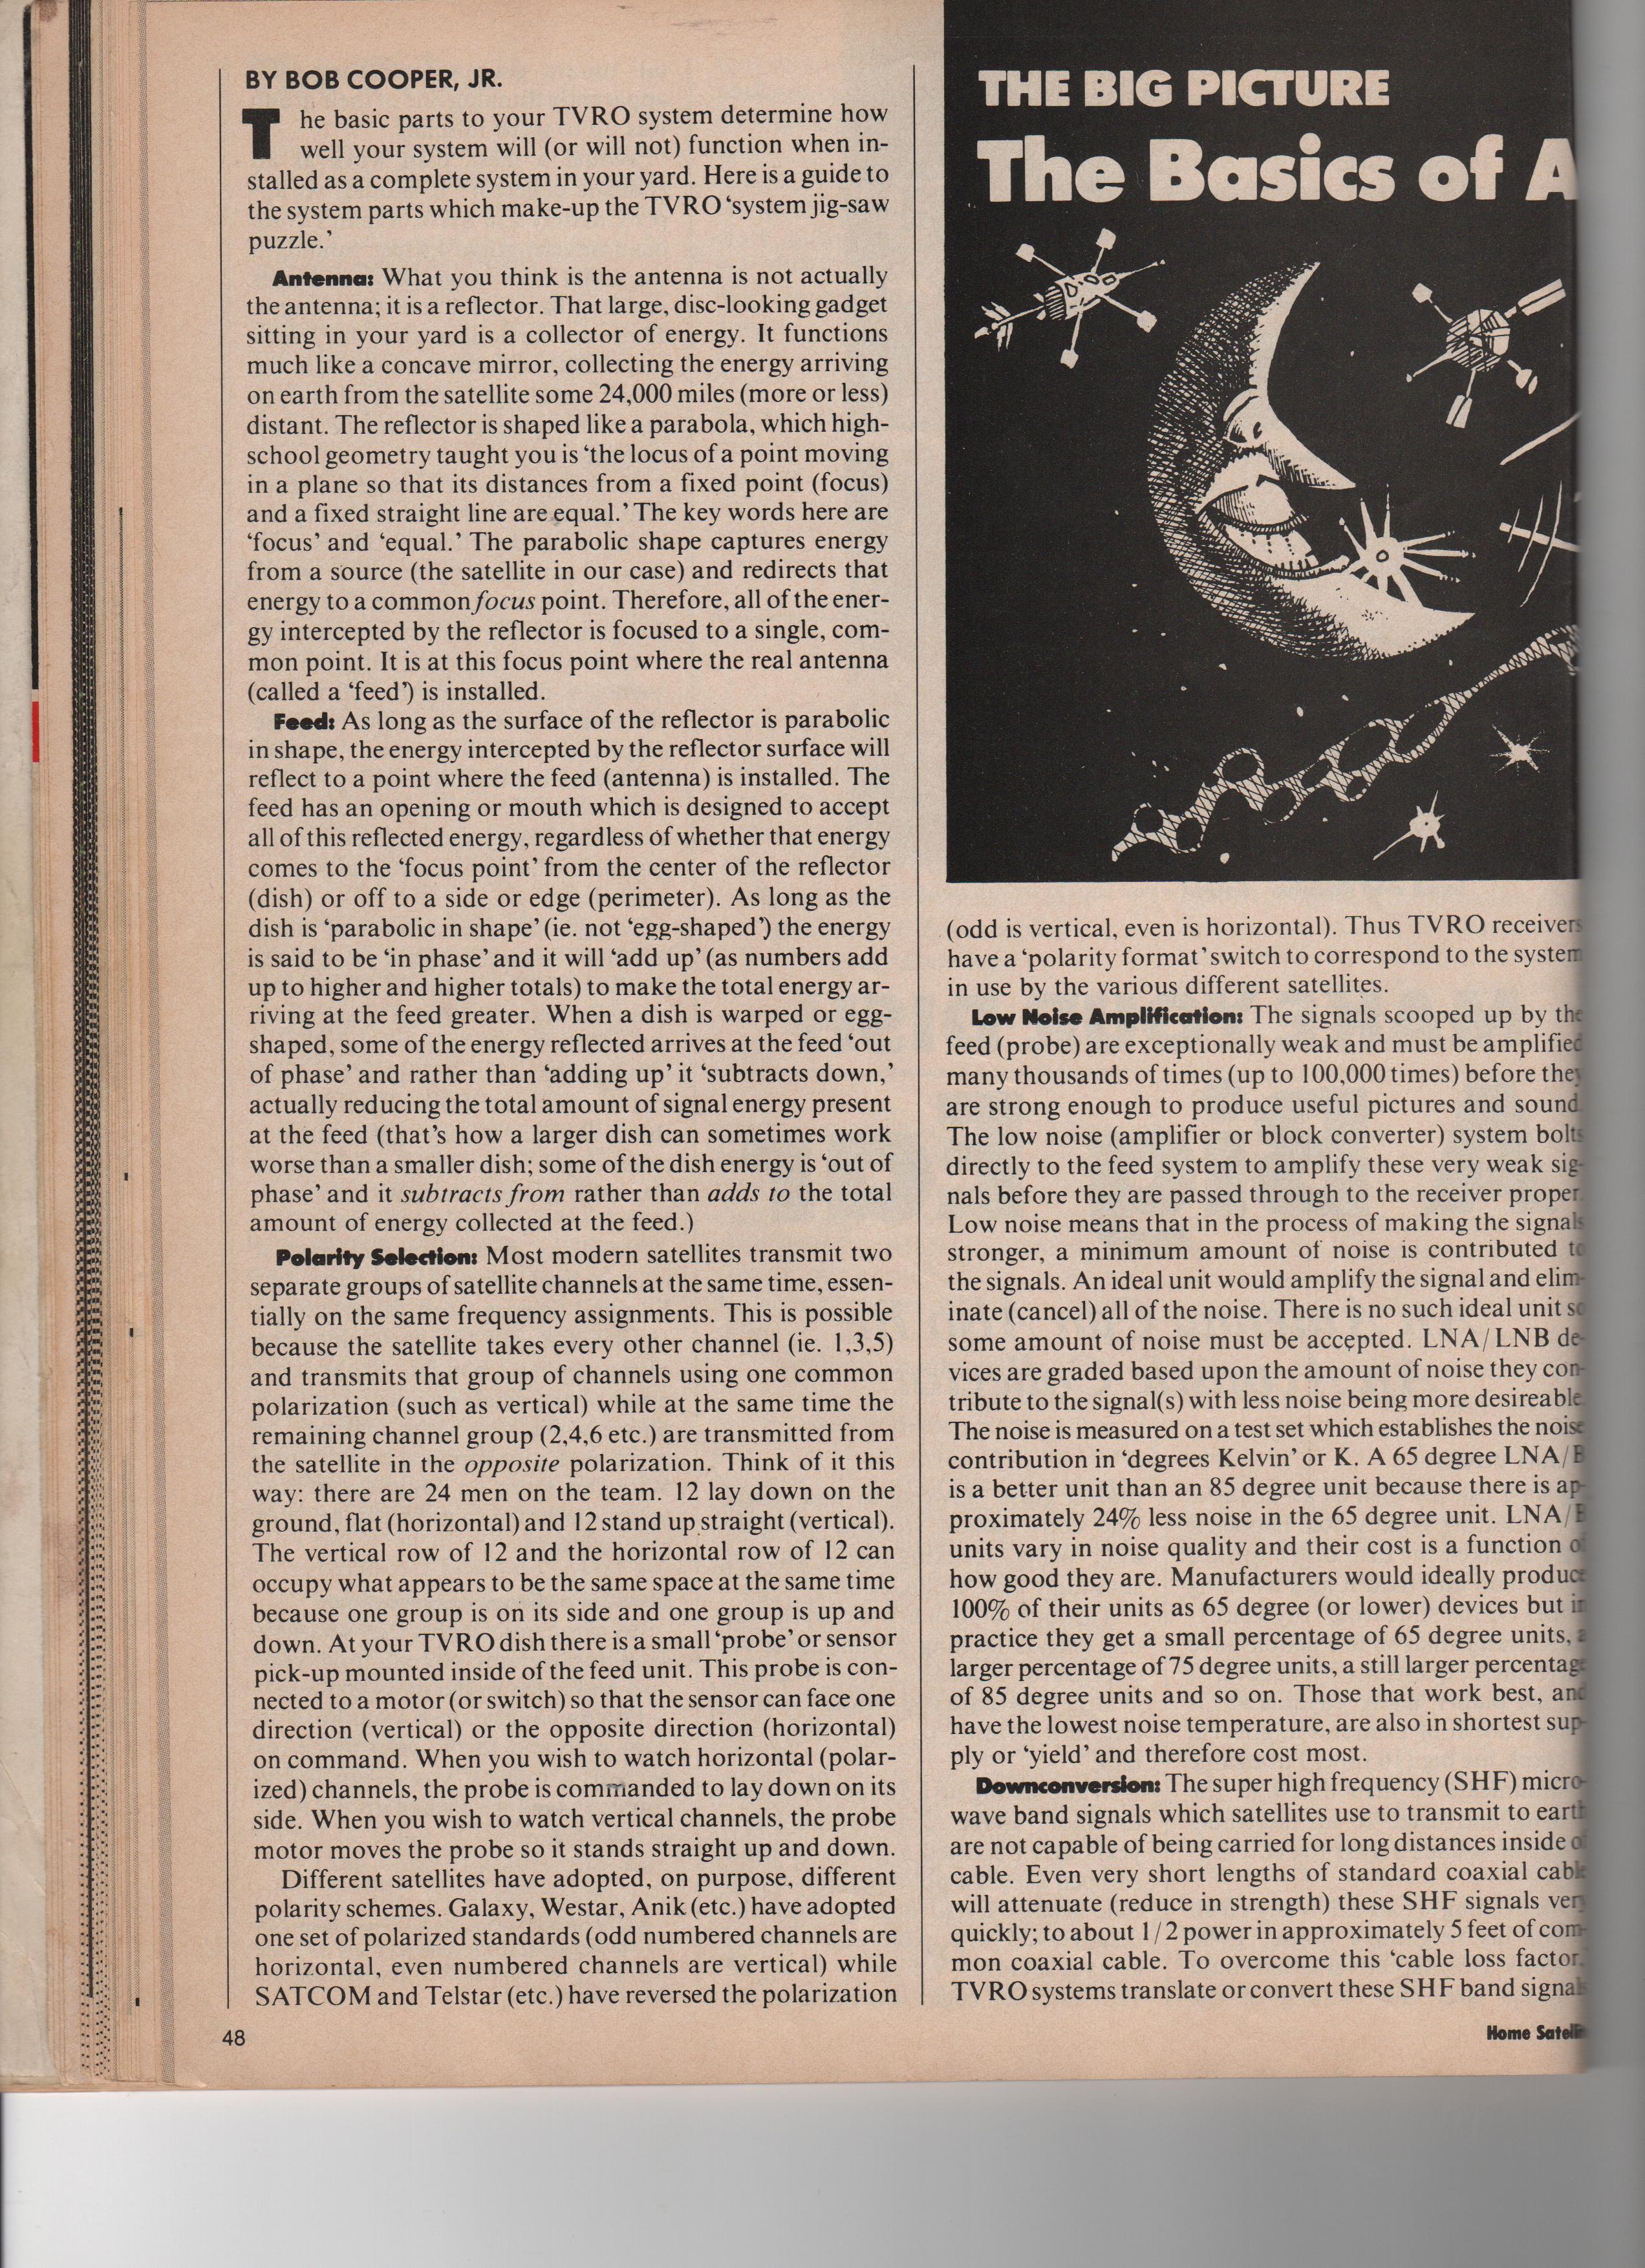 BY BOB COOPER, JR.
The basic parts to your TVRO system determine how
well your system will (or will not) function when in-
stalled as a complete system in your yard. Here is a guide to
the system parts which make-up the TVRO ‘system jig-saw
puzzle.’
Antenna: What you think is the antenna is not actually
the antenna; it is a reflector. That large, disc-looking gadget
sitting in your yard is a collector of energy. It functions
much like a concave mirror, collecting the energy arriving
on earth from the satellite some 24,000 miles (more or less)
distant. The reflector is shaped like a parabola, which high-
school geometry taught you is ‘the locus of a point moving
in a plane so that its distances from a fixed point (focus)
and a fixed straight line are equal.’ The key words here are
‘focus’ and ‘equal.’ The parabolic shape captures energy
from a source (the satellite in our case) and redirects that
energy to a common focus point. Therefore, all of the ener-
gy intercepted by the reflector is focused to a single, com-
mon point. It is at this focus point where the real antenna
(called a ‘feed’) is installed.
Feed: As long as the surface of the reflector is parabolic
in shape, the energy intercepted by the reflector surface will
reflect to a point where the feed (antenna) is installed. The
feed has an opening or mouth which is designed to accept
all of this reflected energy, regardless of whether that energy
comes to the ‘focus point’ from the center of the reflector
(dish) or off to a side or edge (perimeter). As long as the
dish is ‘parabolic in shape’ (ie. not ‘egg-shaped’) the energy
is said to be ‘in phase’ and it will ‘add up’ (as numbers add
up to higher and higher totals) to make the total energy ar-
riving at the feed greater. When a dish is warped or egg-
shaped, some of the energy reflected arrives at the feed ‘out
of phase’ and rather than ‘adding up’ it ‘subtracts down,’
actually reducing the total amount of signal energy present
at the feed (that’s how a larger dish can sometimes work
worse than a smaller dish; some of the dish energy is ‘out of
phase’ and it subtracts from rather than adds to the total
amount of energy collected at the feed.)
Polarity Selection: Most modern satellites transmit two
separate groups of satellite channels at the same time, essen-
tially on the same frequency assignments. This is possible
because the satellite takes every other channel (ie. 1,3,5)
and transmits that group of channels using one common
polarization (such as vertical) while at the same time the
remaining channel group (2,4,6 etc.) are transmitted from
the satellite in the opposite polarization. Think of it this
way: there are 24 men on the team. 12 lay down on the
ground, flat (horizontal) and 12 stand up straight (vertical).
The vertical row of 12 and the horizontal row of 12 can
occupy what appears to be the same space at the same time
because one group is on its side and one group is up and
down. At your TVRO dish there is a small ‘probe’ or sensor
pick-up mounted inside of the feed unit. This probe is con-
nected to a motor (or switch) so that the sensor can face one
direction (vertical) or the opposite direction (horizontal)
on command. When you wish to watch horizontal (polar-
ized) channels, the probe is commanded to lay down on its
side. When you wish to watch vertical channels, the probe
motor moves the probe so it stands straight up and down.
Different satellites have adopted, on purpose, different
polarity schemes. Galaxy, Westar, Anik (etc.) have adopted
one set of polarized standards (odd numbered channels are
horizontal, even numbered channels are vertical) while
SATCOM and Telstar (etc.) have reversed the polarization
48
THE BIG PICTURE
The Basics of A
(odd is vertical, even is horizontal). Thus TVRO receivers
have a ‘polarity format’ switch to correspond to the system
in use by the various different satellites.
Low Noise Amplification: The signals scooped up by the
feed (probe) are exceptionally weak and must be amplified
many thousands of times (up to 100,000 times) before they
are strong enough to produce useful pictures and sound.
The low noise (amplifier or block converter) system bolts
directly to the feed system to amplify these very weak sig-
nals before they are passed through to the receiver proper.
Low noise means that in the process of making the signals
stronger, a minimum amount of noise is contributed to
the signals. An ideal unit would amplify the signal and elim-
inate (cancel) all of the noise. There is no such ideal unit so
some amount of noise must be accepted. LNA/LNB de-
vices are graded based upon the amount of noise they con-
tribute to the signal(s) with less noise being more desireable.
The noise is measured on a test set which establishes the noise
contribution in ‘degrees Kelvin’ or K. A 65 degree LNA/B
is a better unit than an 85 degree unit because there is ap-
proximately 24% less noise in the 65 degree unit. LNA/B
units vary in noise quality and their cost is a function of
how good they are. Manufacturers would ideally produce
100% of their units as 65 degree (or lower) devices but in
practice they get a small percentage of 65 degree units, a
larger percentage of 75 degree units, a still larger percentage
of 85 degree units and so on. Those that work best, and
have the lowest noise temperature, are also in shortest sup-
ply or ‘yield’ and therefore cost most.
Downconversion: The super high frequency (SHF) micro-
wave band signals which satellites use to transmit to earth
are not capable of being carried for long distances inside of
cable. Even very short lengths of standard coaxial cable
will attenuate (reduce in strength) these SHF signals very
quickly; to about 1/2 power in approximately 5 feet of com-
mon coaxial cable. To overcome this ‘cable loss factor,’
TVRO systems translate or convert these SHF band signals
Home Satelli